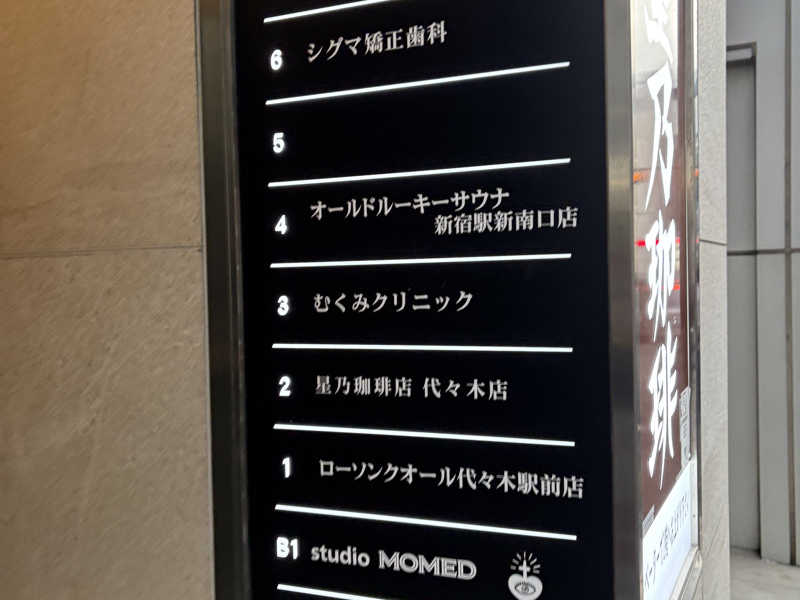 6 シグマ矯正歯科
5
4 オールドルーキーサウナ
新宿駅新南口店
3 むくみクリニック
2 星乃珈琲店 代々木店
1 ローソンクオール代々木駅前店
B1 studio MOMED
乃珈琲